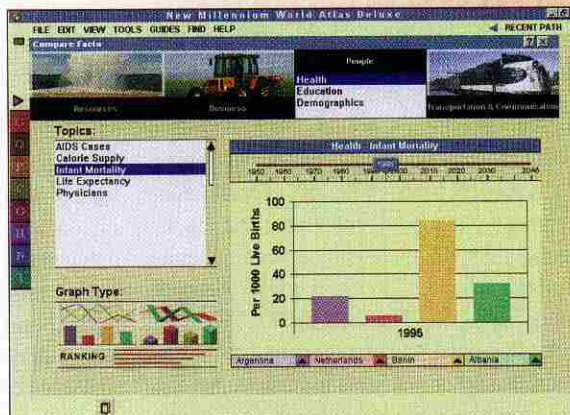 New Millennium World Atlas Deluxe
FILE EDIT VIEW TOOLS GUIDES FIND HELP
RECENT PATH
Compare Facts
? X
People
Health
Education
Demographics
Resources
Business
Transportation & Communication
Topics:
AIDS Cases
Calorie Supply
Infant Mortality
Life Expectancy
Physicians
Health - Infant Mortality
1950 1960 1970 1980 2000 2010 2020 2030 2046
Per 1000 Live Births
100
80
60
40
20
0
1995
Graph Type:
RANKING
Argentina Netherlands Benin Albania